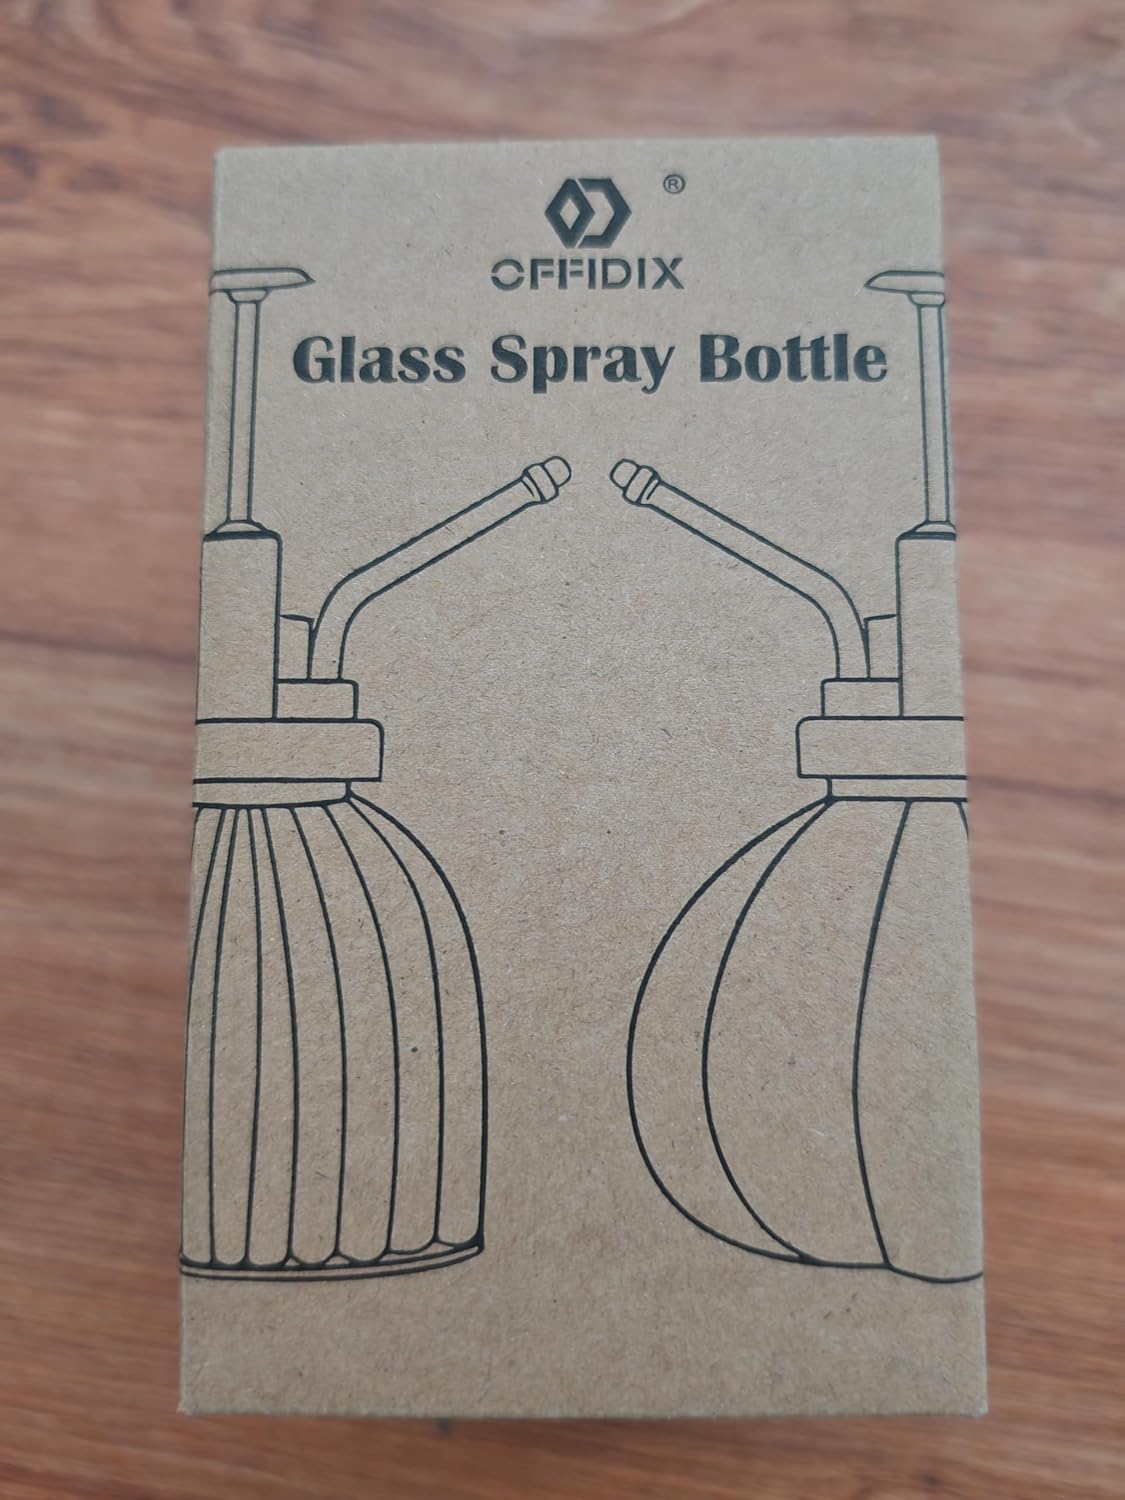 ®
OFFIDIX
Glass Spray Bottle